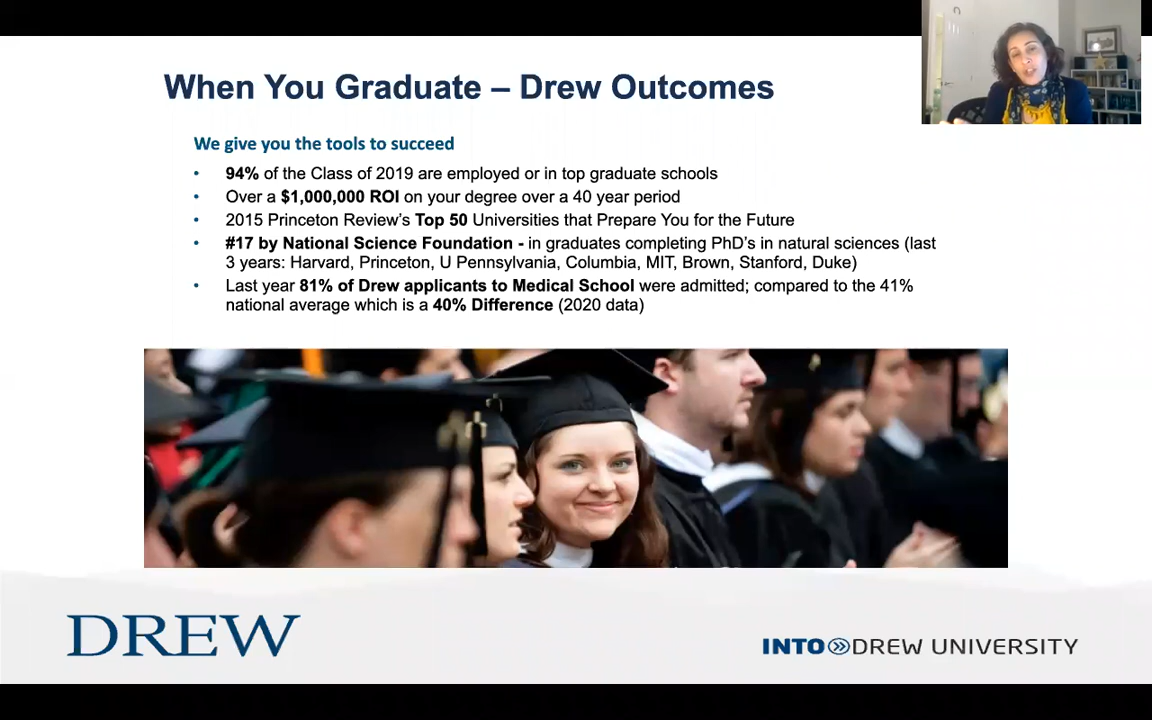 When You Graduate – Drew Outcomes
We give you the tools to succeed
• 94% of the Class of 2019 are employed or in top graduate schools
• Over a $1,000,000 ROI on your degree over a 40 year period
• 2015 Princeton Review's Top 50 Universities that Prepare You for the Future
• #17 by National Science Foundation - in graduates completing PhD's in natural sciences (last
3 years: Harvard, Princeton, U Pennsylvania, Columbia, MIT, Brown, Stanford, Duke)
• Last year 81% of Drew applicants to Medical School were admitted; compared to the 41%
national average which is a 40% Difference (2020 data)
DREW
INTO DREW UNIVERSITY